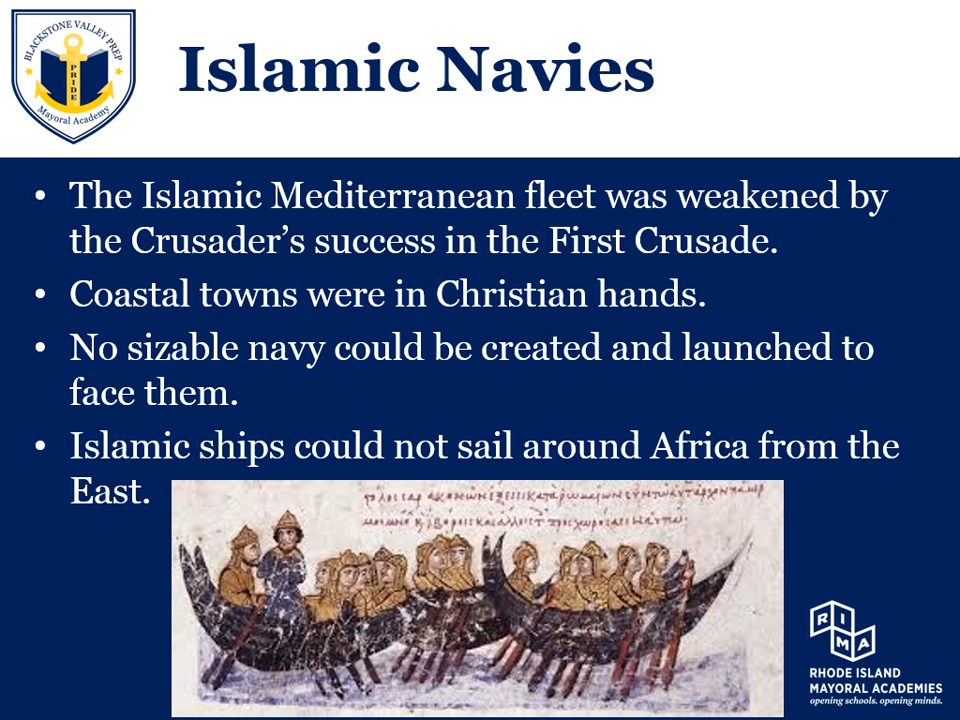 BLACKSTONE VALLEY PREP
PRIDE
Mayoral Academy
Islamic Navies
• The Islamic Mediterranean fleet was weakened by
the Crusader’s success in the First Crusade.
• Coastal towns were in Christian hands.
• No sizable navy could be created and launched to
face them.
• Islamic ships could not sail around Africa from the
East.
RIMA
RHODE ISLAND
MAYORAL ACADEMIES
opening schools. opening minds.